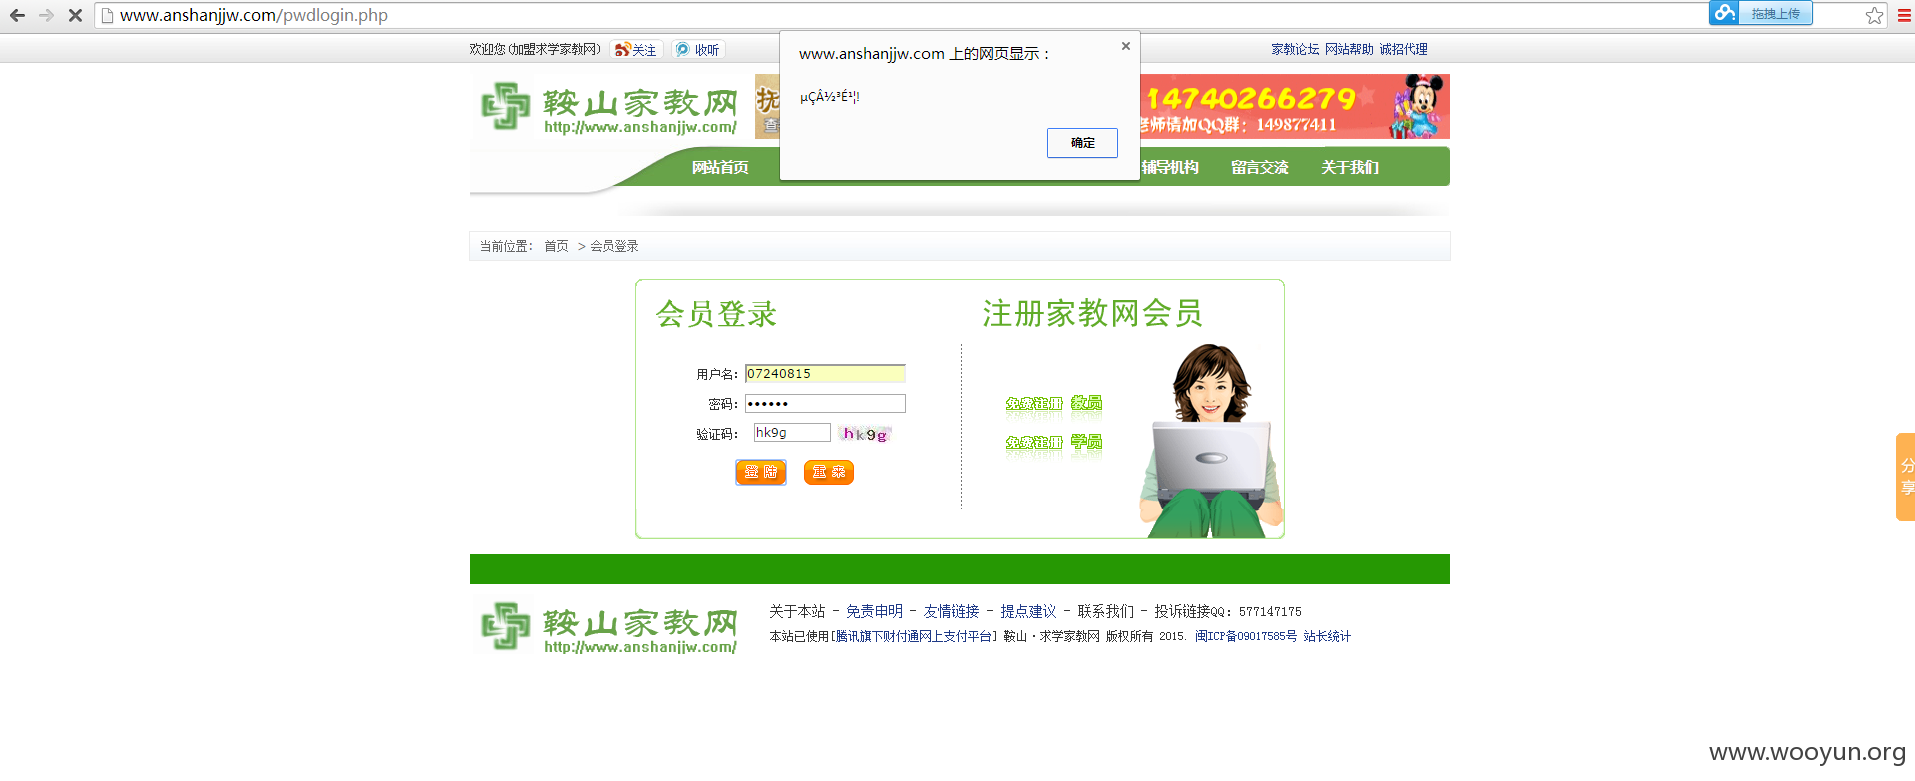 www.anshanjjw.com/pwdlogin.php
拖拽上传
欢迎您(加盟求学家教网) 关注 收听
家教论坛 网站帮助 诚招代理
www.anshanjjw.com 上的网页显示：
µÇÂ½³É¹¦!
确定
鞍山家教网
http://www.anshanjjw.com/
抚
14740266279
老师请加QQ群：149877411
网站首页
辅导机构 留言交流 关于我们
当前位置： 首页 > 会员登录
会员登录
注册家教网会员
用户名：07240815
密码：••••••
验证码：hk9g hk9g
登 陆 重 来
免费注册 教员
免费注册 学员
分享
鞍山家教网
http://www.anshanjjw.com/
关于本站 - 免责申明 - 友情链接 - 提点建议 - 联系我们 - 投诉链接QQ：577147175
本站已使用[腾讯旗下财付通网上支付平台] 鞍山·求学家教网 版权所有 2015. 闽ICP备09017585号 站长统计
www.wooyun.org